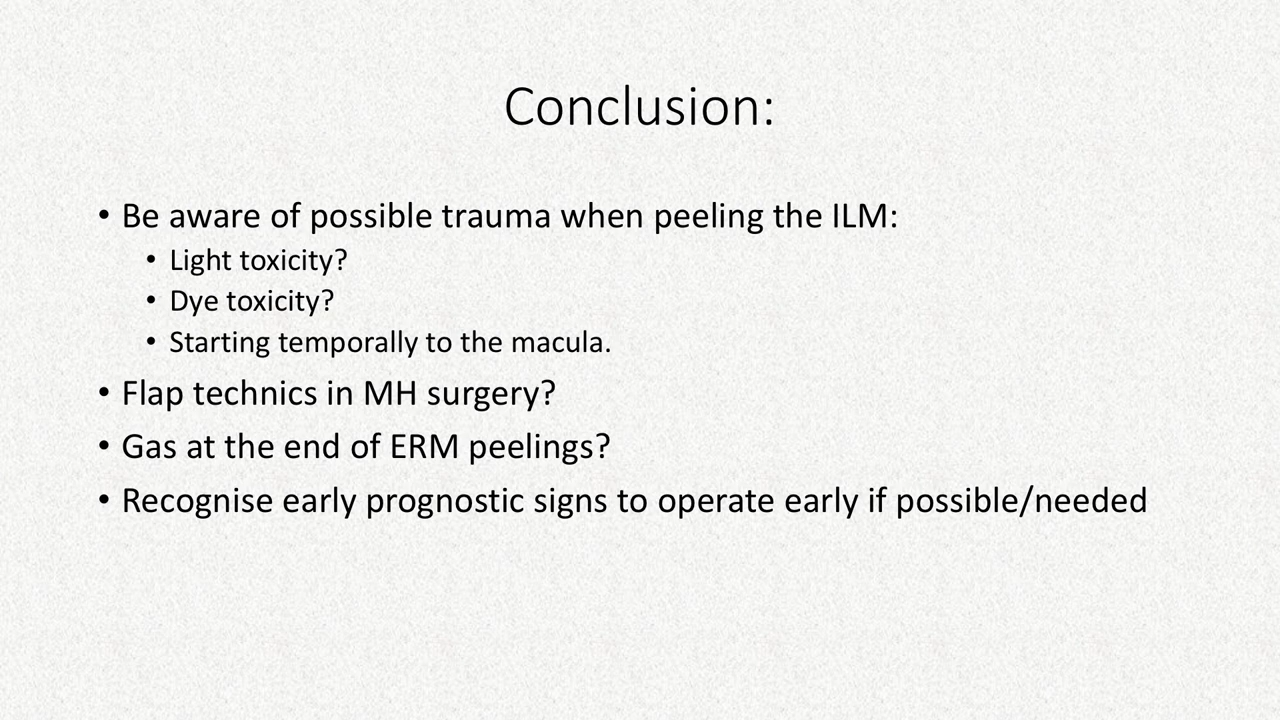 Conclusion:
• Be aware of possible trauma when peeling the ILM:
• Light toxicity?
• Dye toxicity?
• Starting temporally to the macula.
• Flap technics in MH surgery?
• Gas at the end of ERM peelings?
• Recognise early prognostic signs to operate early if possible/needed